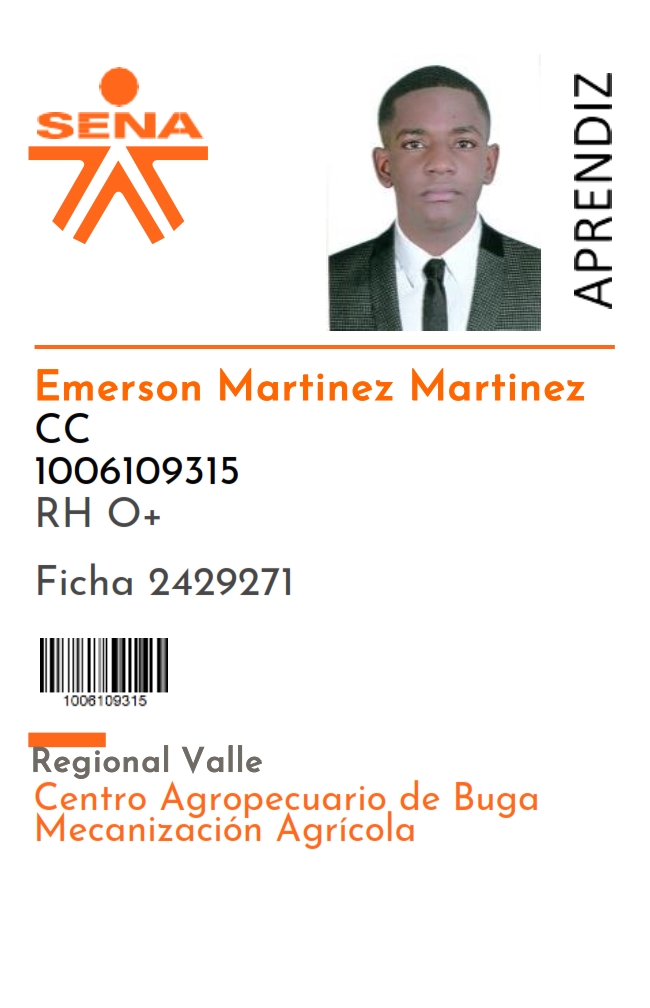 SENA
APRENDIZ
Emerson Martinez Martinez
CC
1006109315
RH O+
Ficha 2429271
1006109315
Regional Valle
Centro Agropecuario de Buga
Mecanización Agrícola